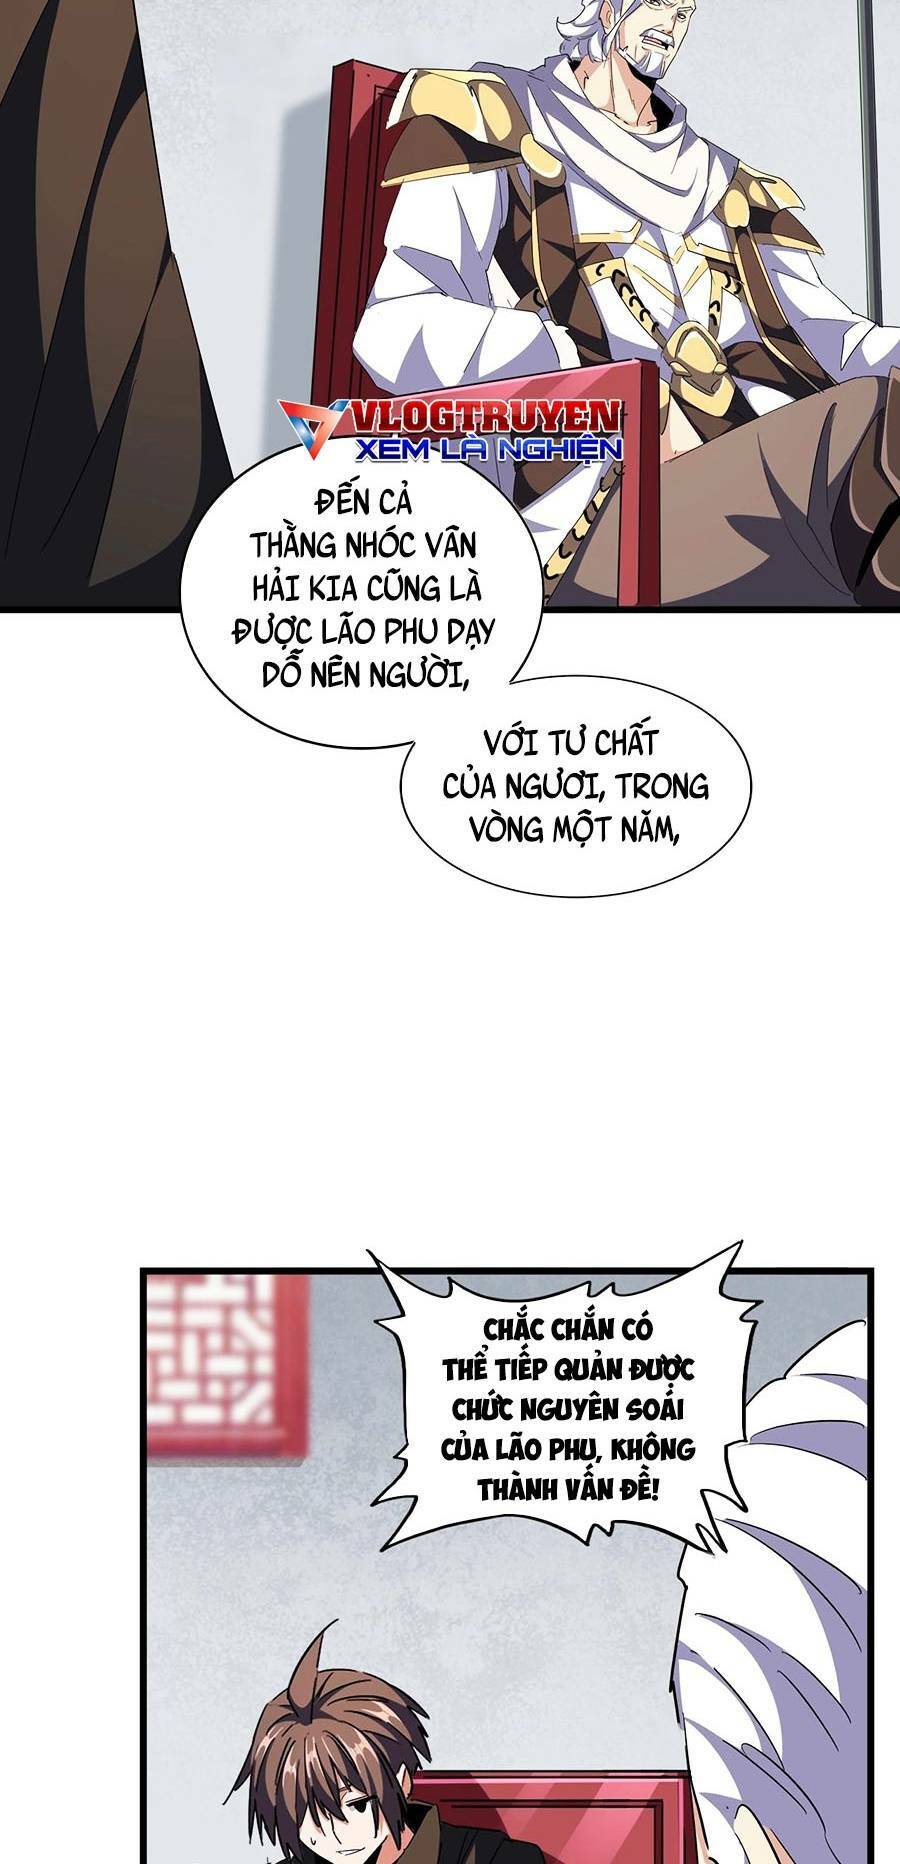 VLOGTRUYEN
XEM LÀ NGHIỆN
ĐẾN CẢ
THẰNG NHÓC VÂN
HẢI KIA CŨNG LÀ
ĐƯỢC LÃO PHU DẠY
DỖ NÊN NGƯỜI,
VỚI TƯ CHẤT
CỦA NGƯƠI, TRONG
VÒNG MỘT NĂM,
CHẮC CHẮN CÓ
THỂ TIẾP QUẢN ĐƯỢC
CHỨC NGUYÊN SOÁI
CỦA LÃO PHU, KHÔNG
THÀNH VẤN ĐỀ!